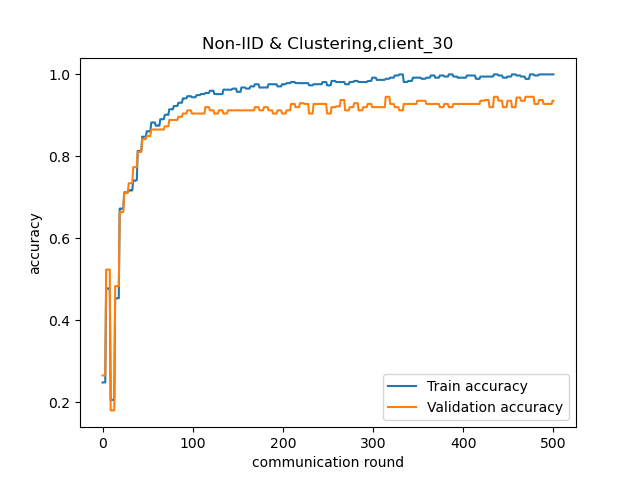 Non-IID & Clustering,client_30
accuracy
1.0
0.8
0.6
0.4
0.2
0
100
200
300
400
500
communication round
Train accuracy
Validation accuracy